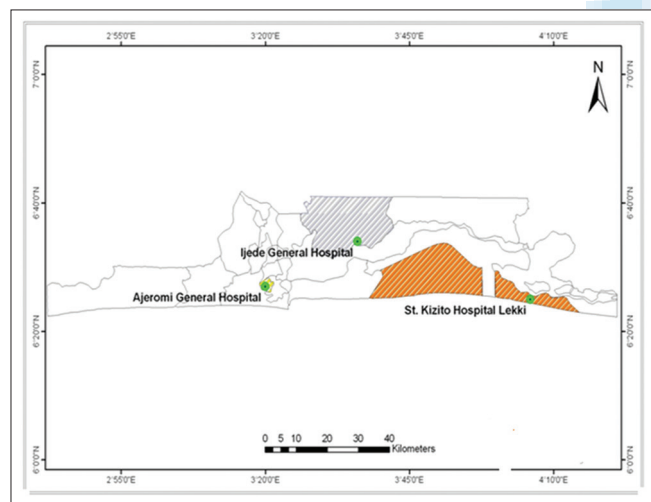 2°55'0"E 3°20'0"E 3°45'0"E 4°10'0"E
7°0'0"N
7°0'0"N
N
6°40'0"N
6°40'0"N
Ijede General Hospital
Ajeromi General Hospital
St. Kizito Hospital Lekki
6°20'0"N
6°20'0"N
0 5 10 20 30 40
Kilometers
6°0'0"N
6°0'0"N
2°55'0"E 3°20'0"E 3°45'0"E 4°10'0"E